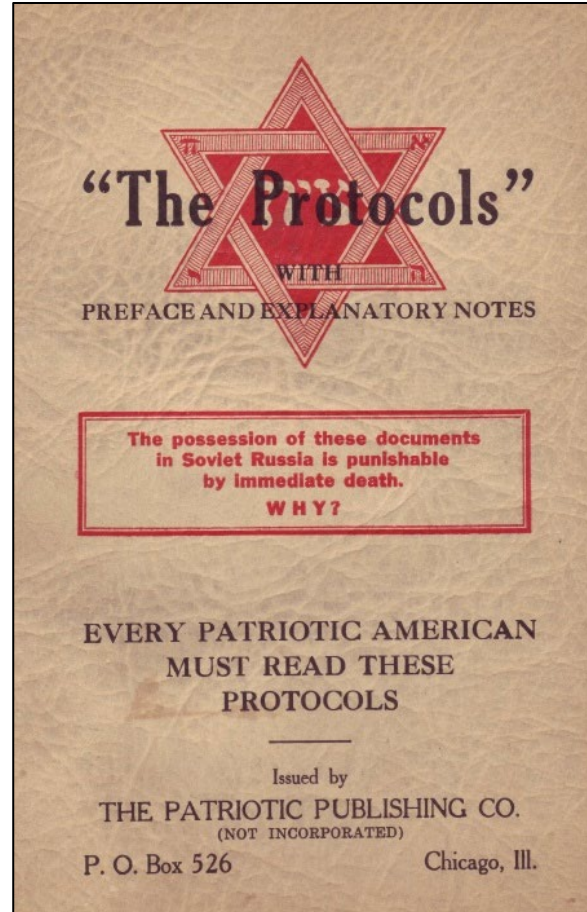 "The Protocols"
WITH
PREFACE AND EXPLANATORY NOTES
The possession of these documents
in Soviet Russia is punishable
by immediate death.
WHY?
EVERY PATRIOTIC AMERICAN
MUST READ THESE
PROTOCOLS
Issued by
THE PATRIOTIC PUBLISHING CO.
(NOT INCORPORATED)
P. O. Box 526 Chicago, Ill.